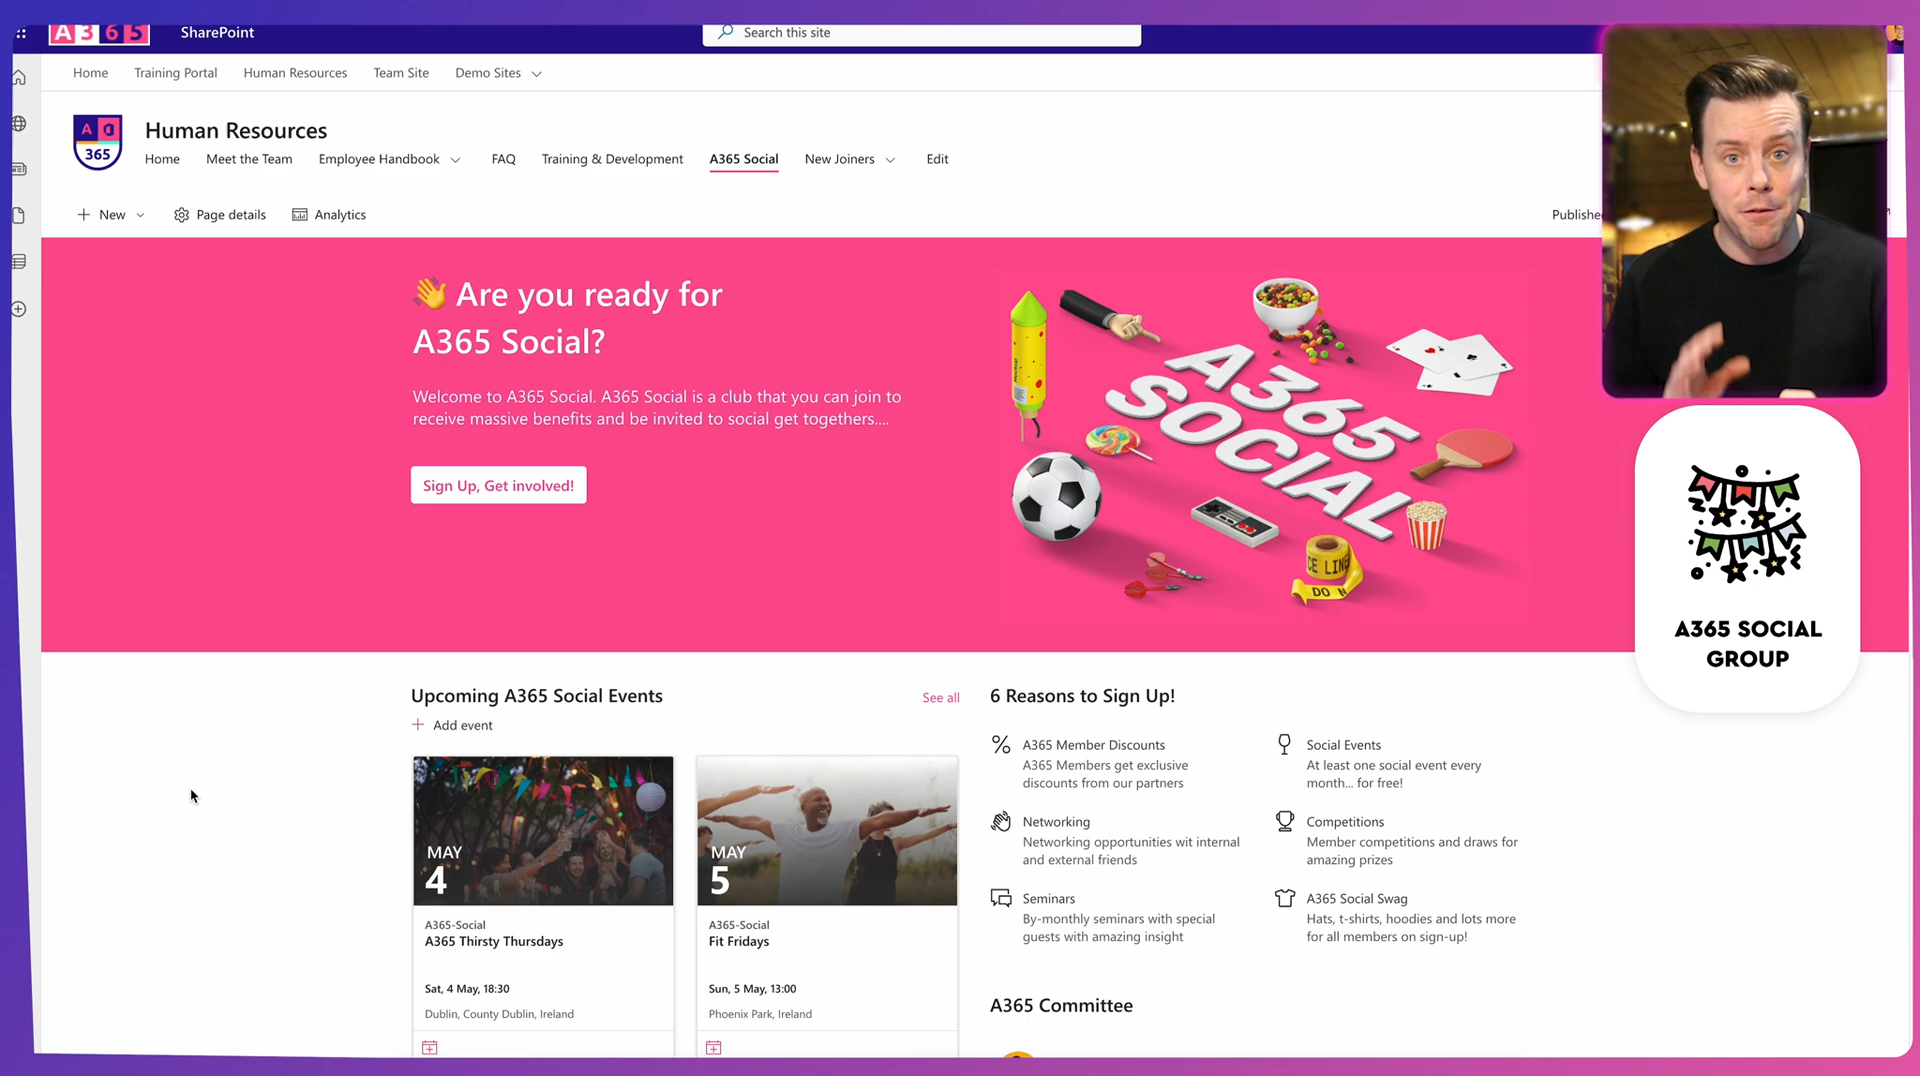 A365
SharePoint
Search this site
Home
Training Portal
Human Resources
Team Site
Demo Sites
A
365
Human Resources
Home
Meet the Team
Employee Handbook
FAQ
Training & Development
A365 Social
New Joiners
Edit
New
Page details
Analytics
👋 Are you ready for
A365 Social?
Welcome to A365 Social. A365 Social is a club that you can join to
receive massive benefits and be invited to social get togethers....
Sign Up, Get involved!
A365
SOCIAL
CE LINE
DO N
A365 SOCIAL
GROUP
Upcoming A365 Social Events
See all
Add event
MAY
4
A365-Social
A365 Thirsty Thursdays
Sat, 4 May, 18:30
Dublin, County Dublin, Ireland
MAY
5
A365-Social
Fit Fridays
Sun, 5 May, 13:00
Phoenix Park, Ireland
6 Reasons to Sign Up!
A365 Member Discounts
A365 Members get exclusive
discounts from our partners
Social Events
At least one social event every
month... for free!
Networking
Networking opportunities wit internal
and external friends
Competitions
Member competitions and draws for
amazing prizes
Seminars
By-monthly seminars with special
guests with amazing insight
A365 Social Swag
Hats, t-shirts, hoodies and lots more
for all members on sign-up!
A365 Committee